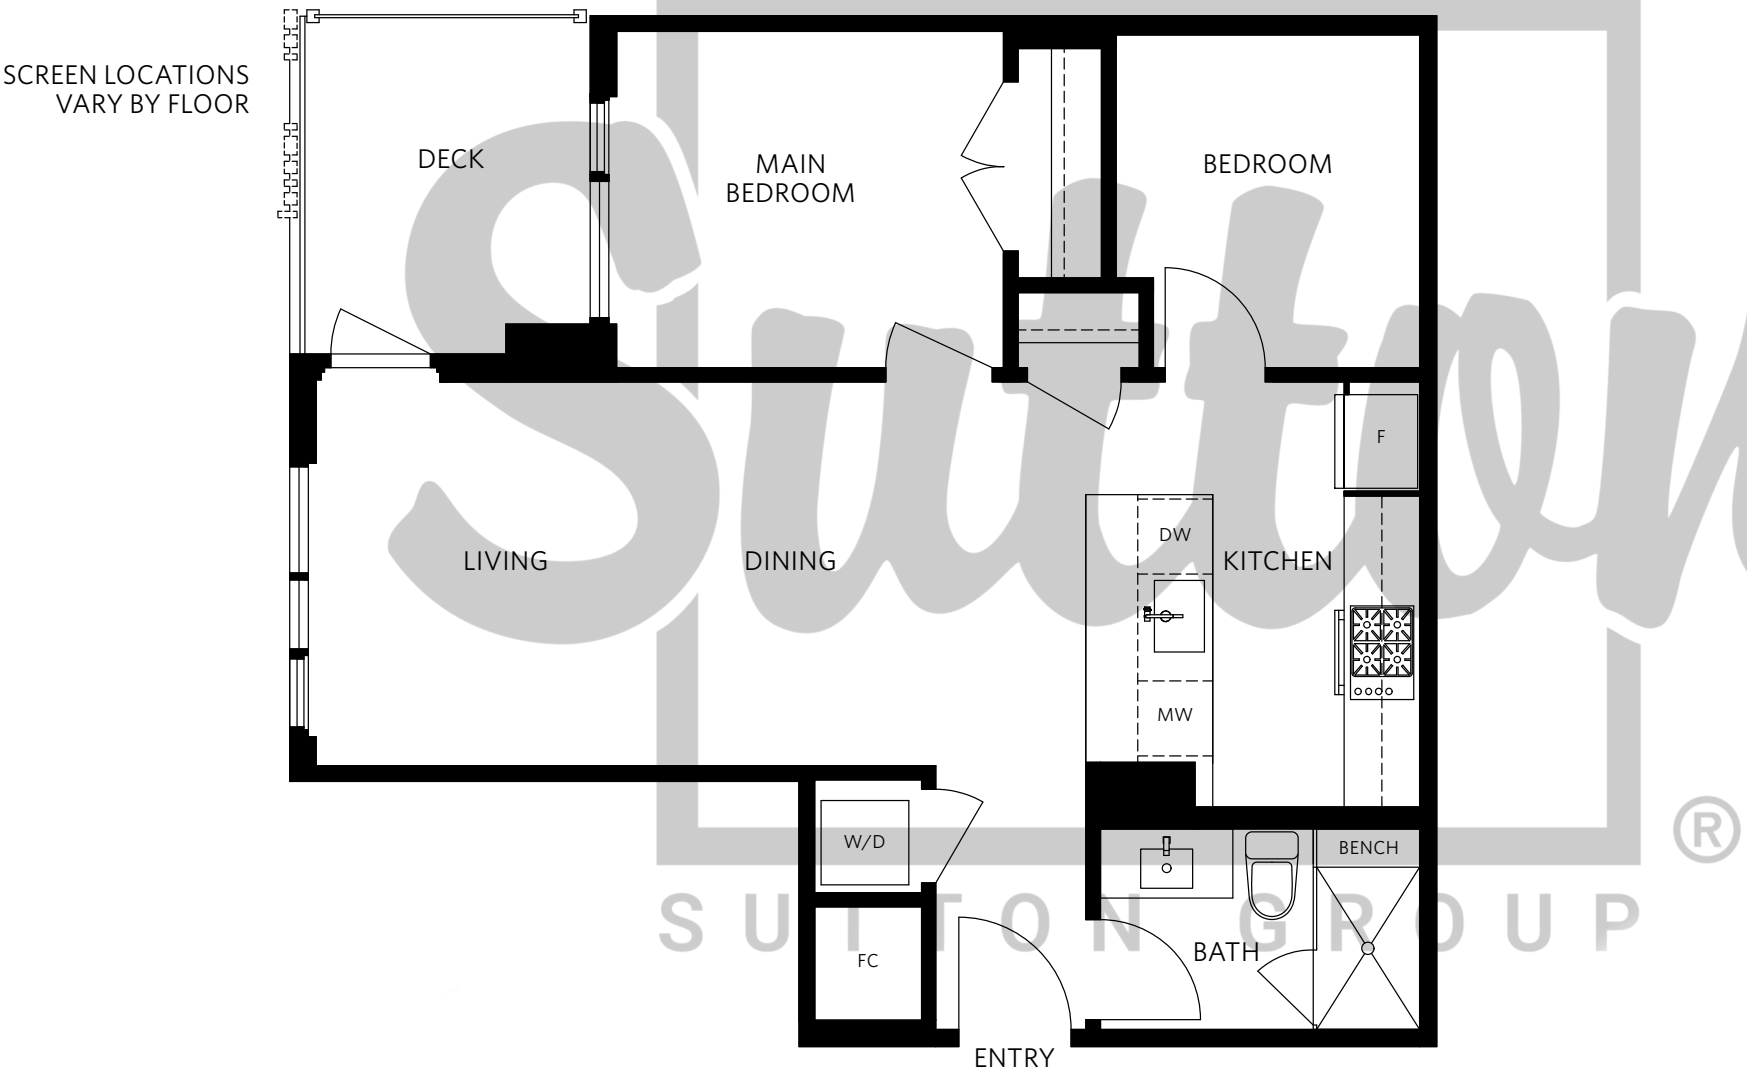 SCREEN LOCATIONS
VARY BY FLOOR
DECK
MAIN
BEDROOM
BEDROOM
F
DW
LIVING
DINING
KITCHEN
MW
W/D
BENCH
FC
BATH
ENTRY
Sutton
SUTTON GROUP
®